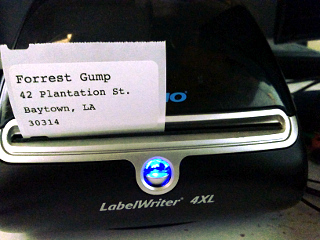 Forrest Gump
42 Plantation St.
Baytown, LA
30314
LabelWriter® 4XL